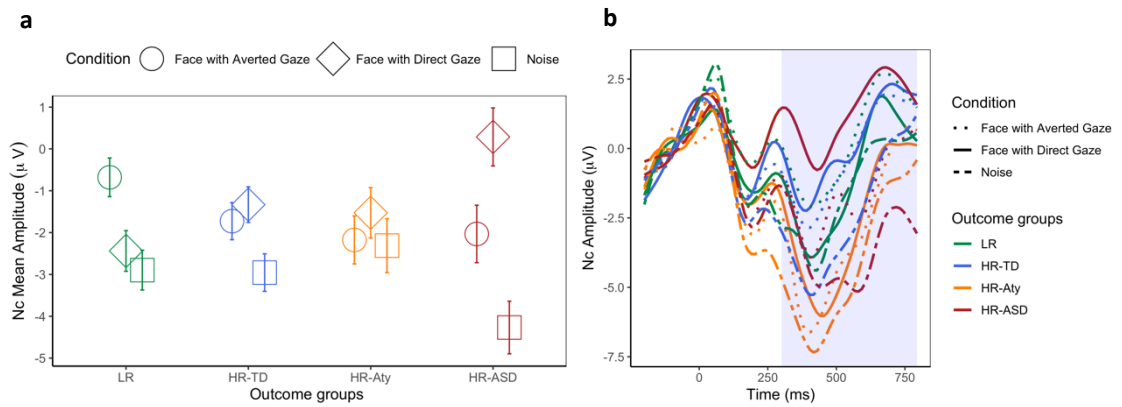 a
Condition Face with Averted Gaze Face with Direct Gaze Noise
Nc Mean Amplitude (μ V)
1
0
-1
-2
-3
-4
-5
LR HR-TD HR-Aty HR-ASD
Outcome groups
b
Nc Amplitude (μ V)
2.5
0.0
-2.5
-5.0
-7.5
0 250 500 750
Time (ms)
Condition
Face with Averted Gaze
Face with Direct Gaze
Noise
Outcome groups
LR
HR-TD
HR-Aty
HR-ASD